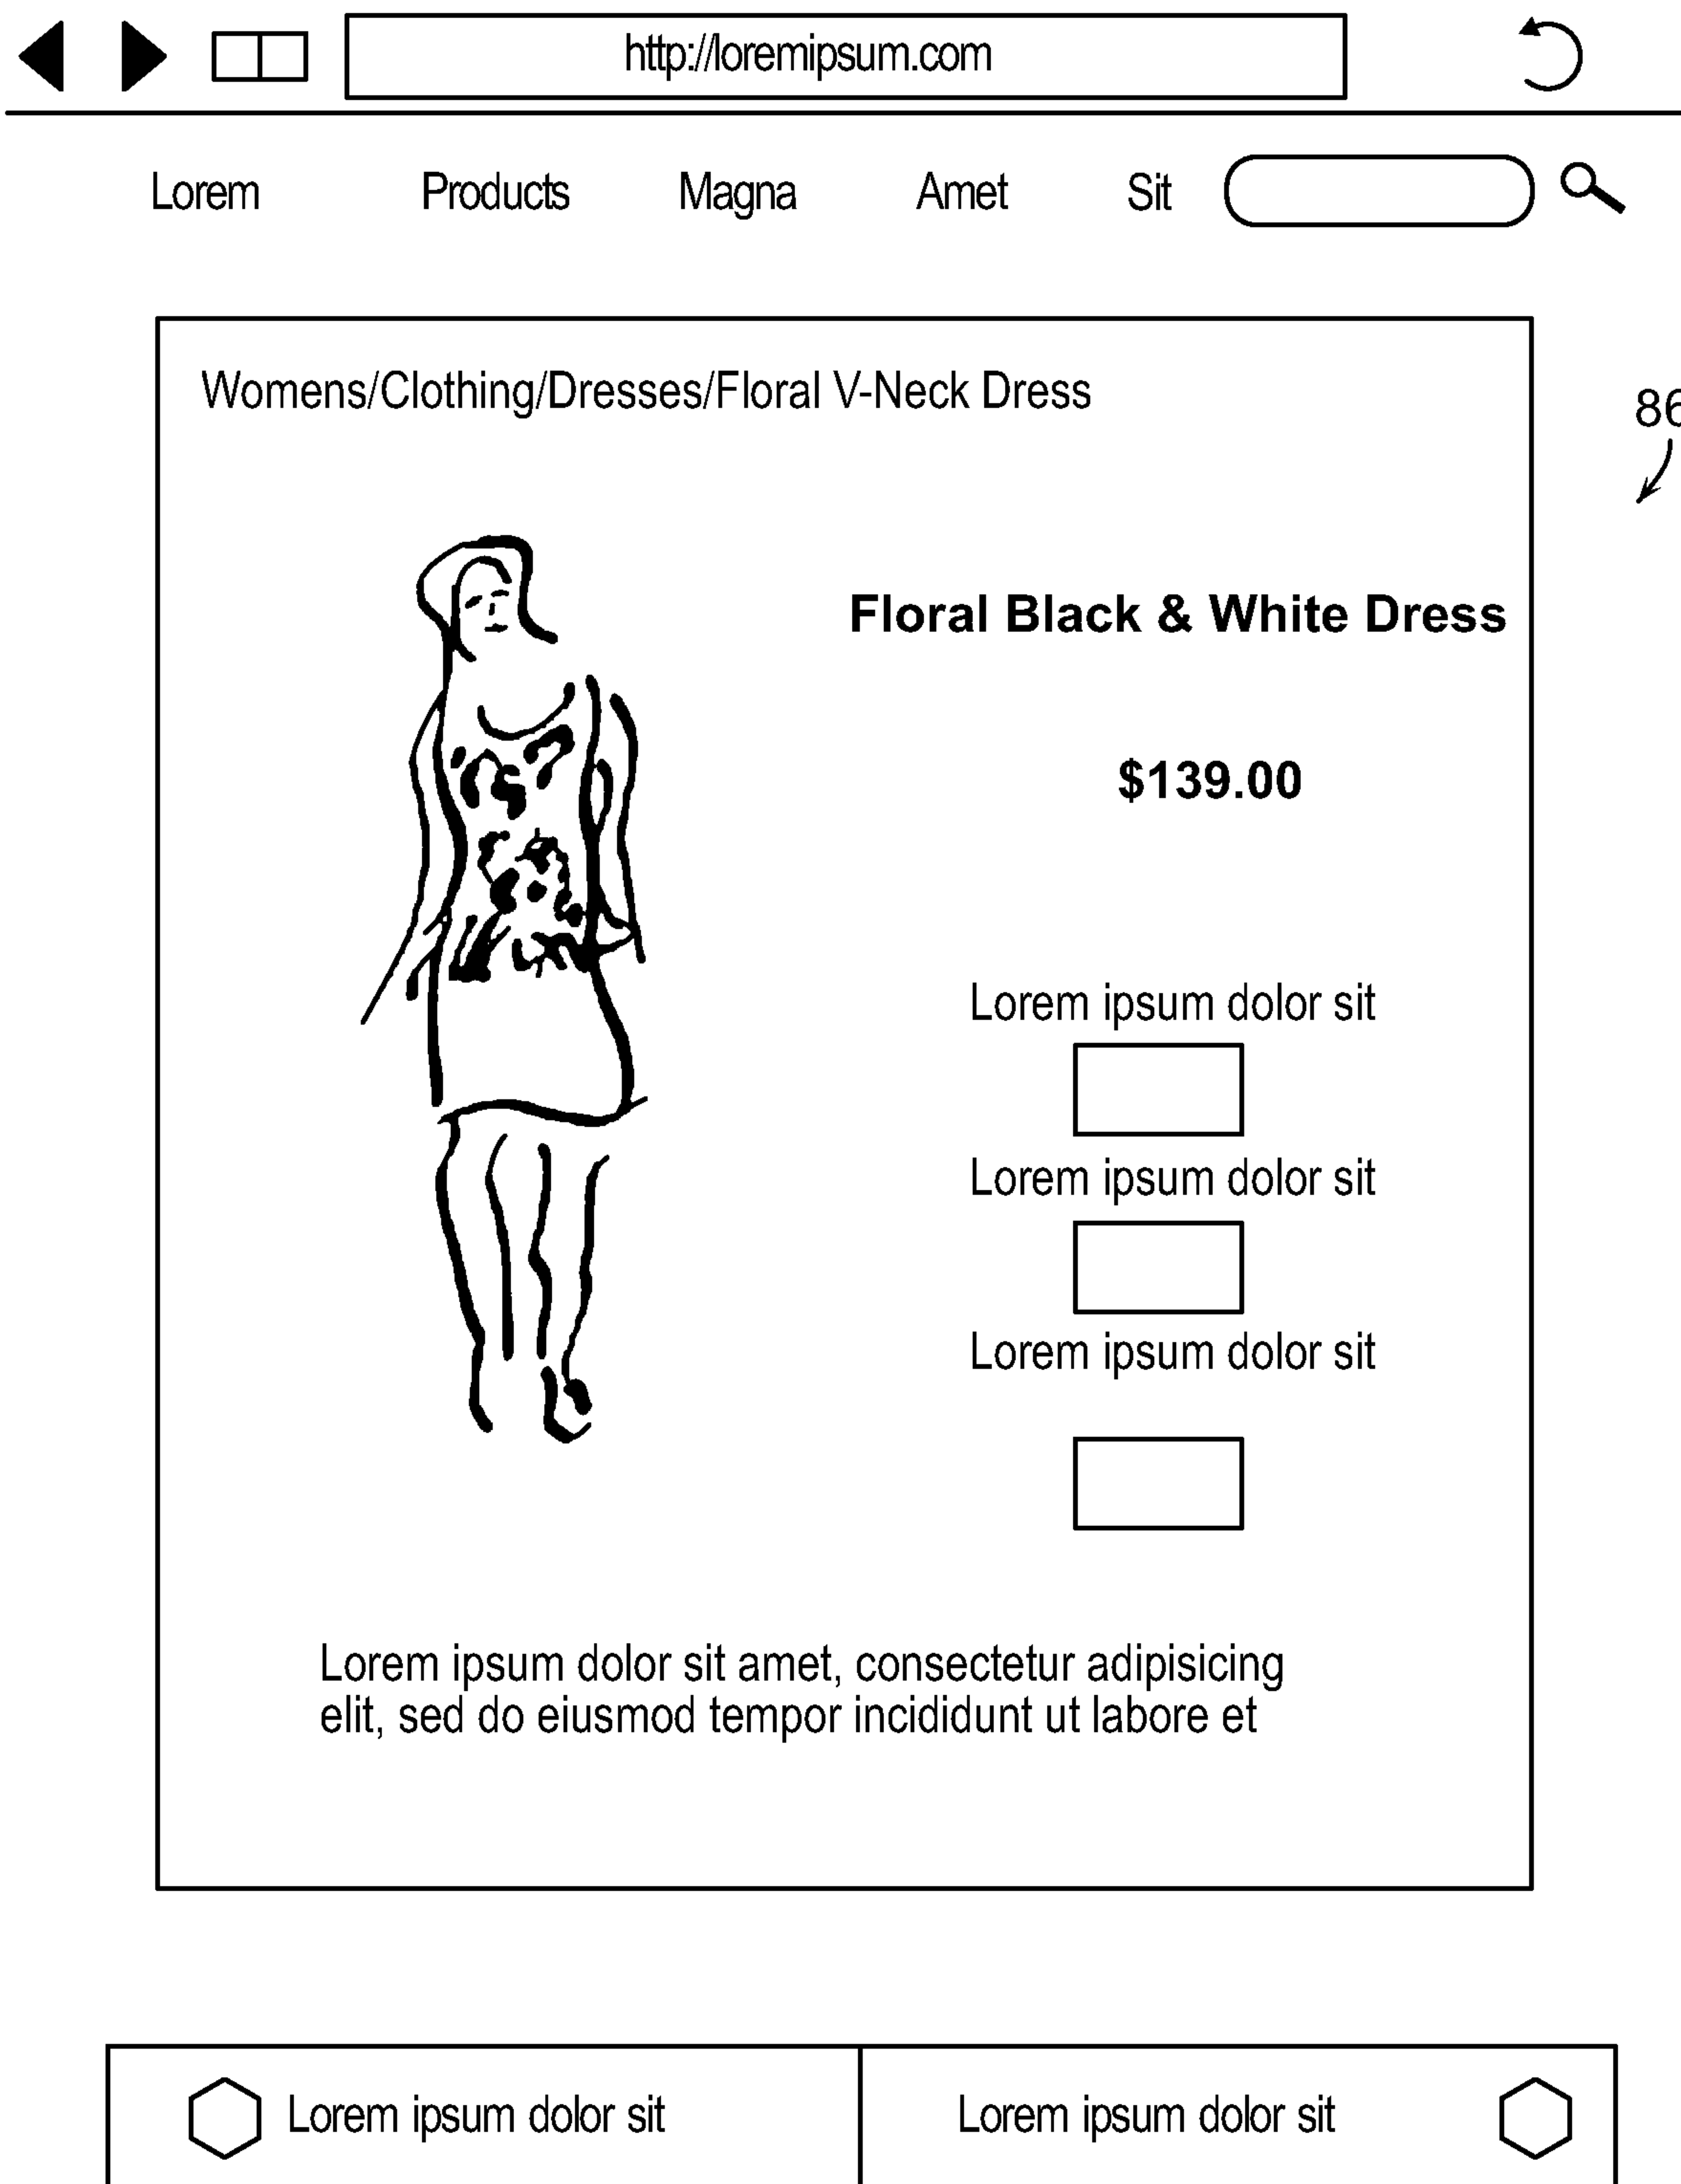 http://loremipsum.com
Lorem Products Magna Amet Sit
Womens/Clothing/Dresses/Floral V-Neck Dress
86
Floral Black & White Dress
$139.00
Lorem ipsum dolor sit
Lorem ipsum dolor sit
Lorem ipsum dolor sit
Lorem ipsum dolor sit amet, consectetur adipisicing
elit, sed do eiusmod tempor incididunt ut labore et
Lorem ipsum dolor sit Lorem ipsum dolor sit